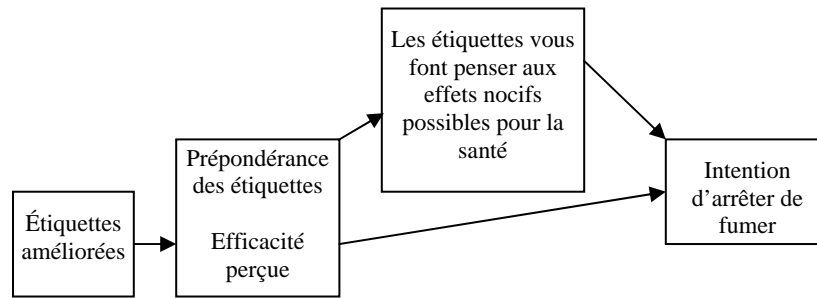 Étiquettes
améliorées
Prépondérance
des étiquettes
Efficacité
perçue
Les étiquettes vous
font penser aux
effets nocifs
possibles pour la
santé
Intention
d'arrêter de
fumer